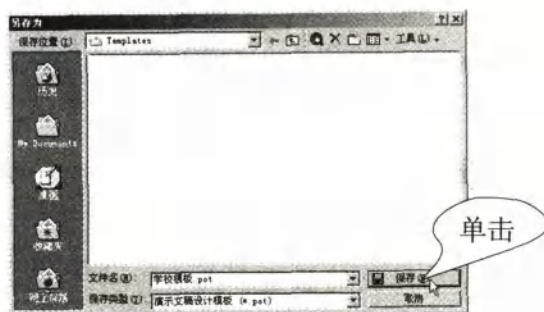 另存为
保存位置(I): Templates 工具(L)
历史
My Documents
桌面
收藏夹
网上邻居
文件名(N): 学校模板.pot 保存(S)
保存类型(T): 演示文稿设计模板 (*.pot) 取消
单击